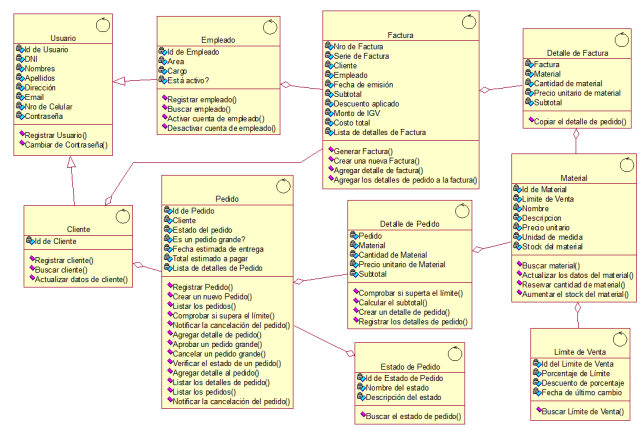 Usuario
Id de Usuario
DNI
Nombres
Apellidos
Dirección
Email
Nro de Celular
Contraseña
Registrar Usuario()
Cambiar de Contraseña()
Empleado
Id de Empleado
Area
Cargo
Está activo?
Registrar empleado()
Buscar empleado()
Activar cuenta de empleado()
Desactivar cuenta de empleado()
Factura
Nro de Factura
Serie de Factura
Cliente
Empleado
Fecha de emisión
Subtotal
Descuento aplicado
Monto de IGV
Costo total
Lista de detalles de Factura
Generar Factura()
Crear una nueva Factura()
Agregar detalle de factura()
Agregar los detalles de pedido a la factura()
Detalle de Factura
Factura
Material
Cantidad de material
Precio unitario de material
Subtotal
Copiar el detalle de pedido()
Cliente
Id de Cliente
Registrar cliente()
Buscar cliente()
Actualizar datos de cliente()
Pedido
Id de Pedido
Cliente
Estado del pedido
Es un pedido grande?
Fecha estimada de entrega
Total estimado a pagar
Lista de detalles de Pedido
Registrar Pedido()
Crear un nuevo Pedido()
Listar los pedidos()
Comprobar si supera el límite()
Notificar la cancelación del pedido()
Agregar detalle de pedido()
Aprobar un pedido grande()
Cancelar un pedido grande()
Verificar el estado de un pedido()
Agregar detalle al pedido()
Listar los detalles de pedido()
Listar los pedidos()
Notificar la cancelación del pedido()
Detalle de Pedido
Pedido
Material
Cantidad de Material
Precio unitario de Material
Subtotal
Comprobar si superta el límite()
Calcular el subtotal()
Crear un detalle de pedido()
Registrar los detalles de pedido()
Material
Id de Material
Limite de Venta
Nombre
Descripcion
Precio unitario
Unidad de medida
Stock del material
Buscar material()
Actualizar los datos del material()
Reservar cantidad de material()
Aumentar el stock del material()
Estado de Pedido
Id de Estado de Pedido
Nombre del estado
Descripción del estado
Buscar el estado de pedido()
Límite de Venta
Id del Limite de Venta
Porcentaje de Límite
Descuento de porcentaje
Fecha de último cambio
Buscar Límite de Venta()